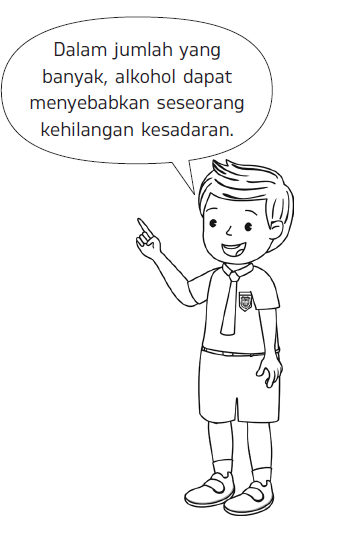 Dalam jumlah yang
banyak, alkohol dapat
menyebabkan seseorang
kehilangan kesadaran.